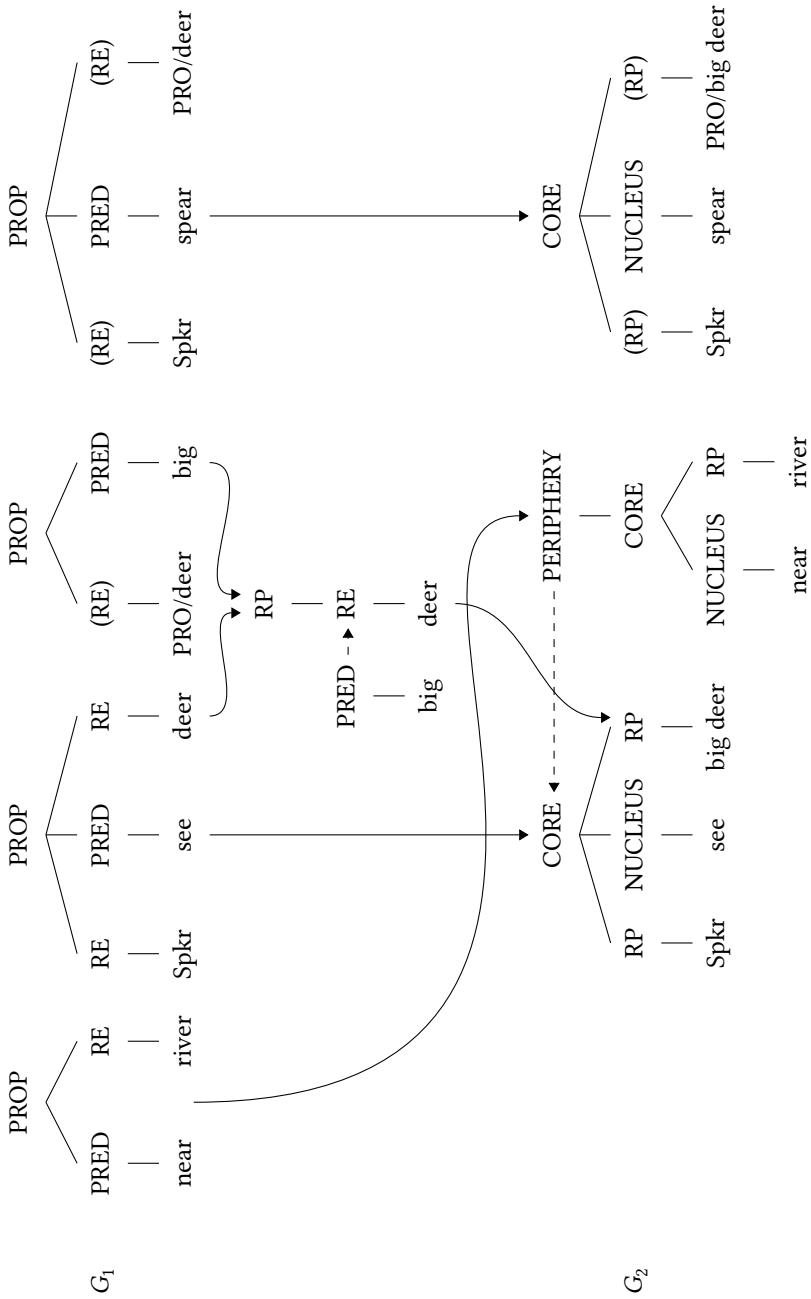 PROP PROP PROP PROP
G₁ PRED RE RE PRED RE (RE) PRED (RE) PRED (RE)
near river Spkr see deer PRO/deer big Spkr spear PRO/deer
RP
PRED RE
big deer
CORE PERIPHERY CORE
G₂ RP NUCLEUS RP CORE (RP) NUCLEUS (RP)
Spkr see big deer NUCLEUS RP Spkr spear PRO/big deer
near river